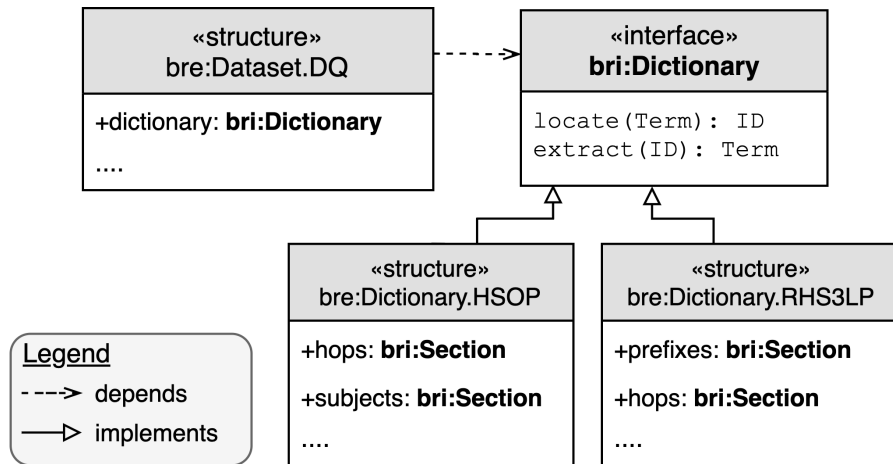 «structure»
bre:Dataset.DQ
+dictionary: bri:Dictionary
....
«interface»
bri:Dictionary
locate(Term): ID
extract(ID): Term
«structure»
bre:Dictionary.HSOP
+hops: bri:Section
+subjects: bri:Section
....
«structure»
bre:Dictionary.RHS3LP
+prefixes: bri:Section
+hops: bri:Section
....
Legend
depends
implements